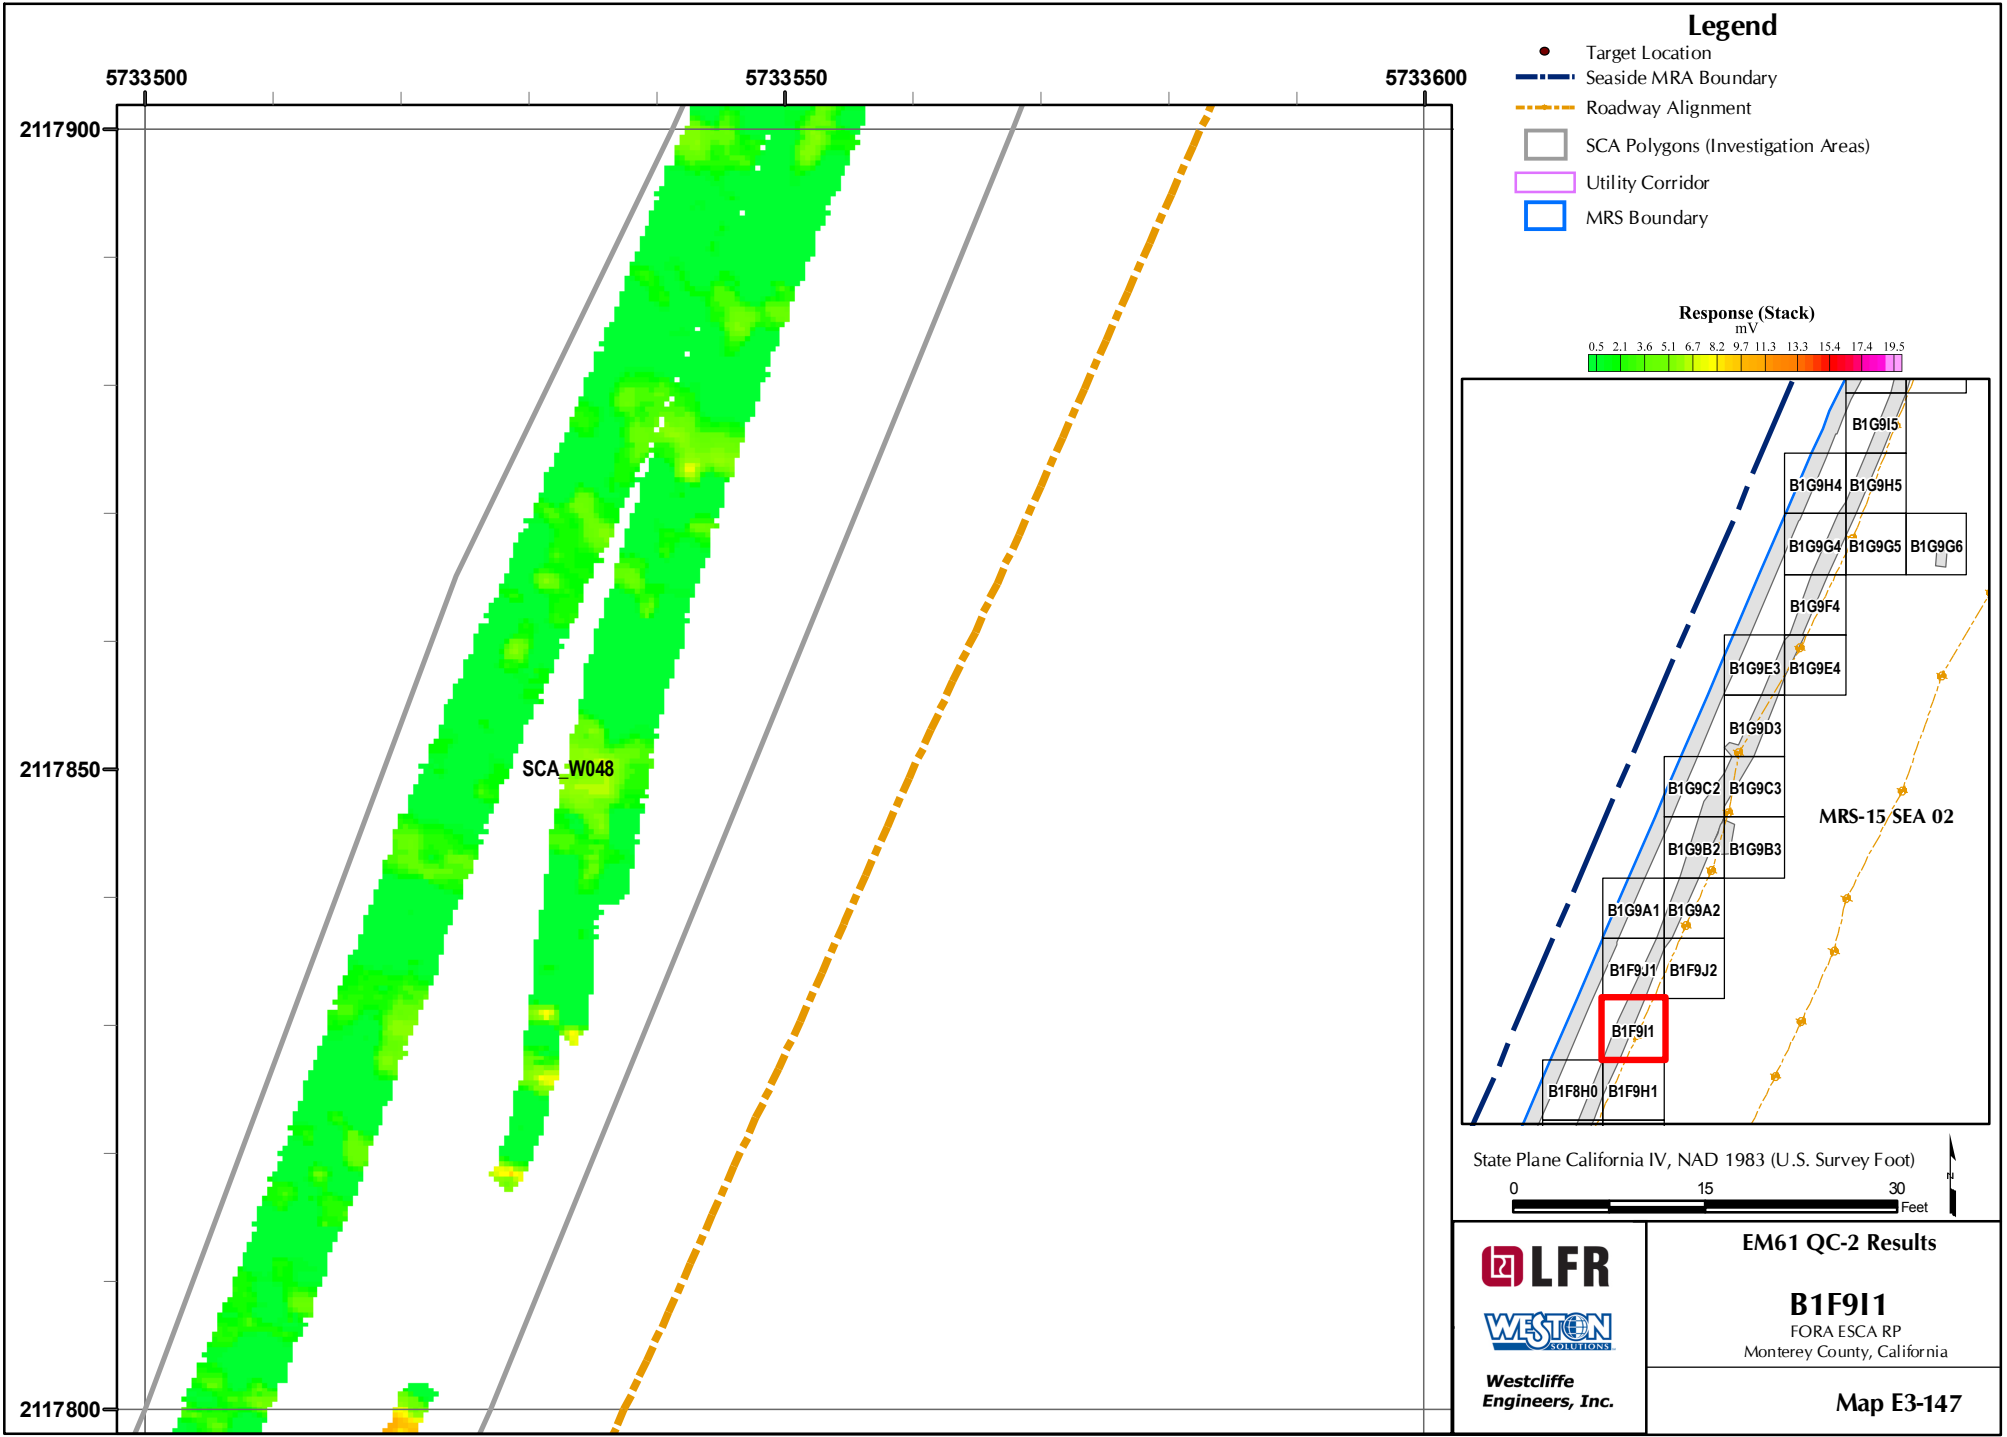 5733500
5733550
5733600
2117900
2117850
2117800
SCA_W048
Legend
Target Location
Seaside MRA Boundary
Roadway Alignment
SCA Polygons (Investigation Areas)
Utility Corridor
MRS Boundary
Response (Stack)
mV
0.5 2.1 3.6 5.1 6.7 8.2 9.7 11.3 13.3 15.4 17.4 19.5
B1G9I5
B1G9H4 B1G9H5
B1G9G4 B1G9G5 B1G9G6
B1G9F4
B1G9E3 B1G9E4
B1G9D3
B1G9C2 B1G9C3
MRS-15 SEA 02
B1G9B2 B1G9B3
B1G9A1 B1G9A2
B1F9J1 B1F9J2
B1F9I1
B1F8H0 B1F9H1
State Plane California IV, NAD 1983 (U.S. Survey Foot)
N
0 15 30
Feet
LFR
WESTON
SOLUTIONS
Westcliffe
Engineers, Inc.
EM61 QC-2 Results
B1F9I1
FORA ESCA RP
Monterey County, California
Map E3-147